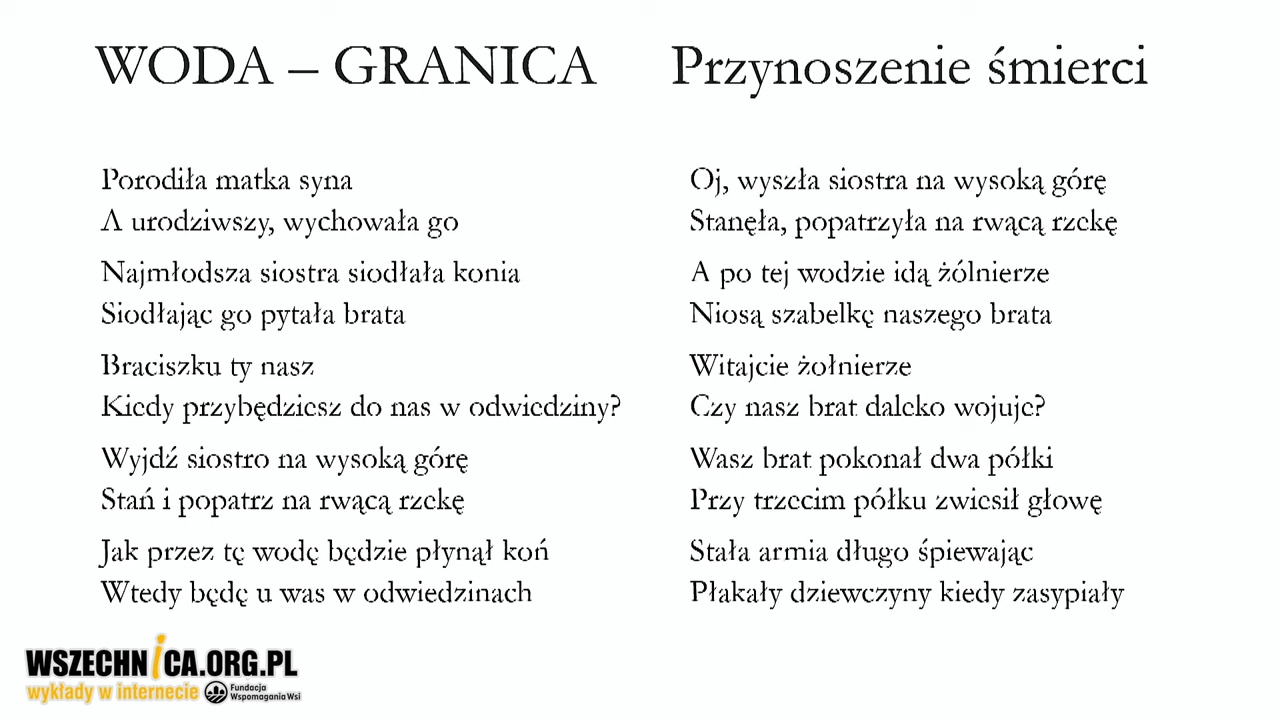 WODA – GRANICA
Przynoszenie śmierci
Porodiła matka syna
A urodziwszy, wychowała go
Najmłodsza siostra siodłała konia
Siodłając go pytała brata
Braciszku ty nasz
Kiedy przybędziesz do nas w odwiedziny?
Wyjdź siostro na wysoką górę
Stań i popatrz na rwącą rzekę
Jak przez tę wodę będzie płynął koń
Wtedy będę u was w odwiedzinach
Oj, wyszła siostra na wysoką górę
Stanęła, popatrzyła na rwącą rzekę
A po tej wodzie idą żólnierze
Niosą szabelkę naszego brata
Witajcie żołnierze
Czy nasz brat daleko wojuje?
Wasz brat pokonał dwa półki
Przy trzecim półku zwiesił głowę
Stała armia długo śpiewając
Płakały dziewczyny kiedy zasypiały
WSZECHNiCA.ORG.PL
wykłady w internecie
Fundacja
Wspomagania Wsi